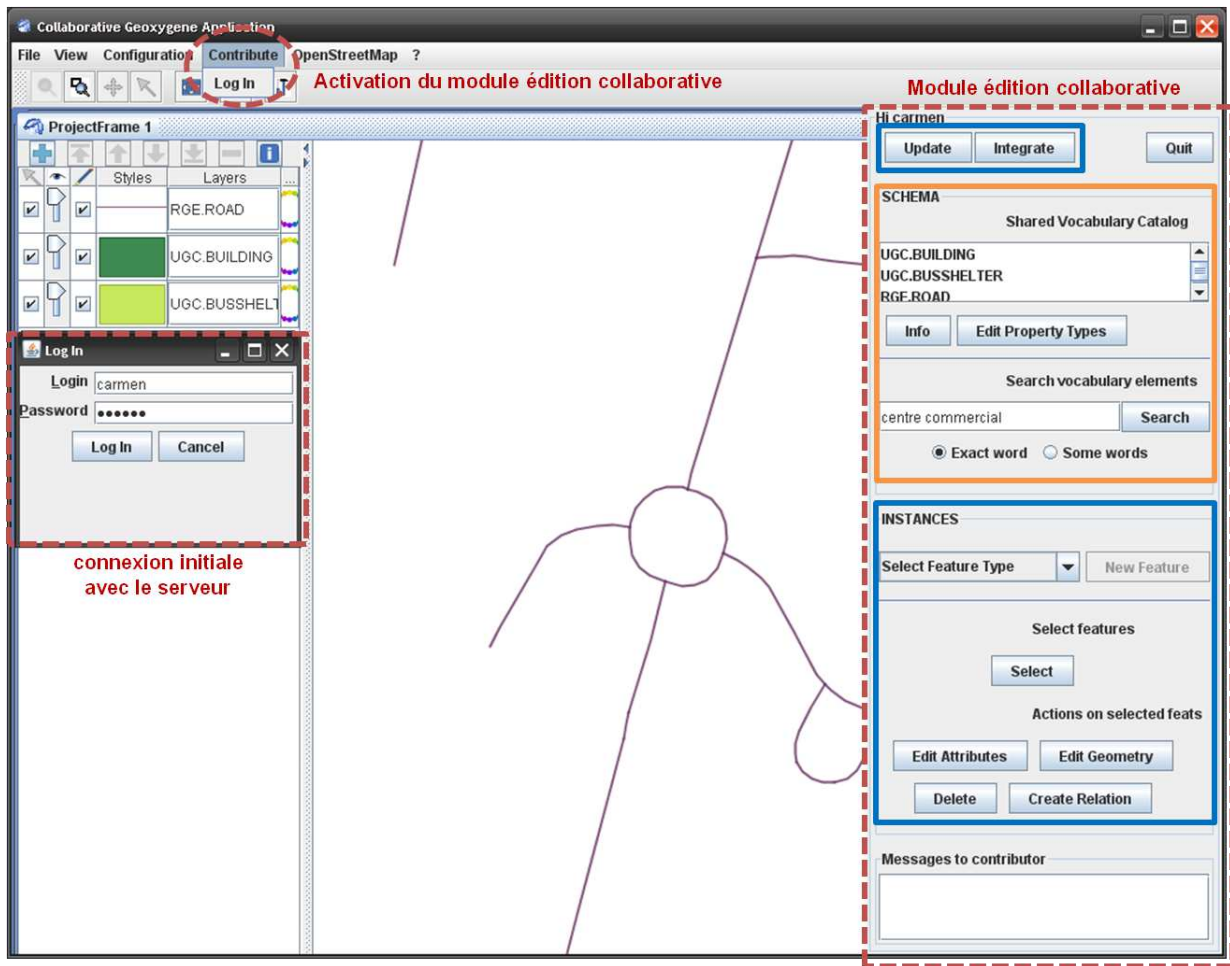 Collaborative Geoxygene Application
File View Configuration Contribute OpenStreetMap ?
Log In
Activation du module édition collaborative
Module édition collaborative
ProjectFrame 1
Styles Layers ...
RGE.ROAD
UGC.BUILDING
UGC.BUSSHELT
Log In
Login carmen
Password ••••••
Log In Cancel
connexion initiale
avec le serveur
Hi carmen
Update Integrate Quit
SCHEMA
Shared Vocabulary Catalog
UGC.BUILDING
UGC.BUSSHELTER
RGE.ROAD
Info Edit Property Types
Search vocabulary elements
centre commercial Search
Exact word Some words
INSTANCES
Select Feature Type New Feature
Select features
Select
Actions on selected feats
Edit Attributes Edit Geometry
Delete Create Relation
Messages to contributor